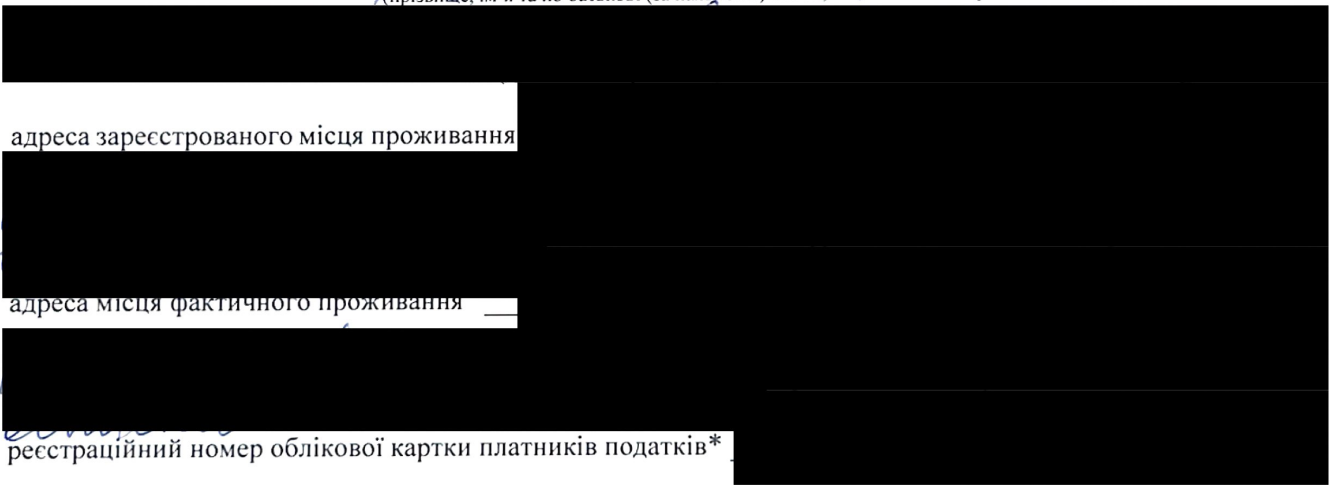 адреса зареєстрованого місця проживання
адреса місця фактичного проживання
реєстраційний номер облікової картки платників податків*